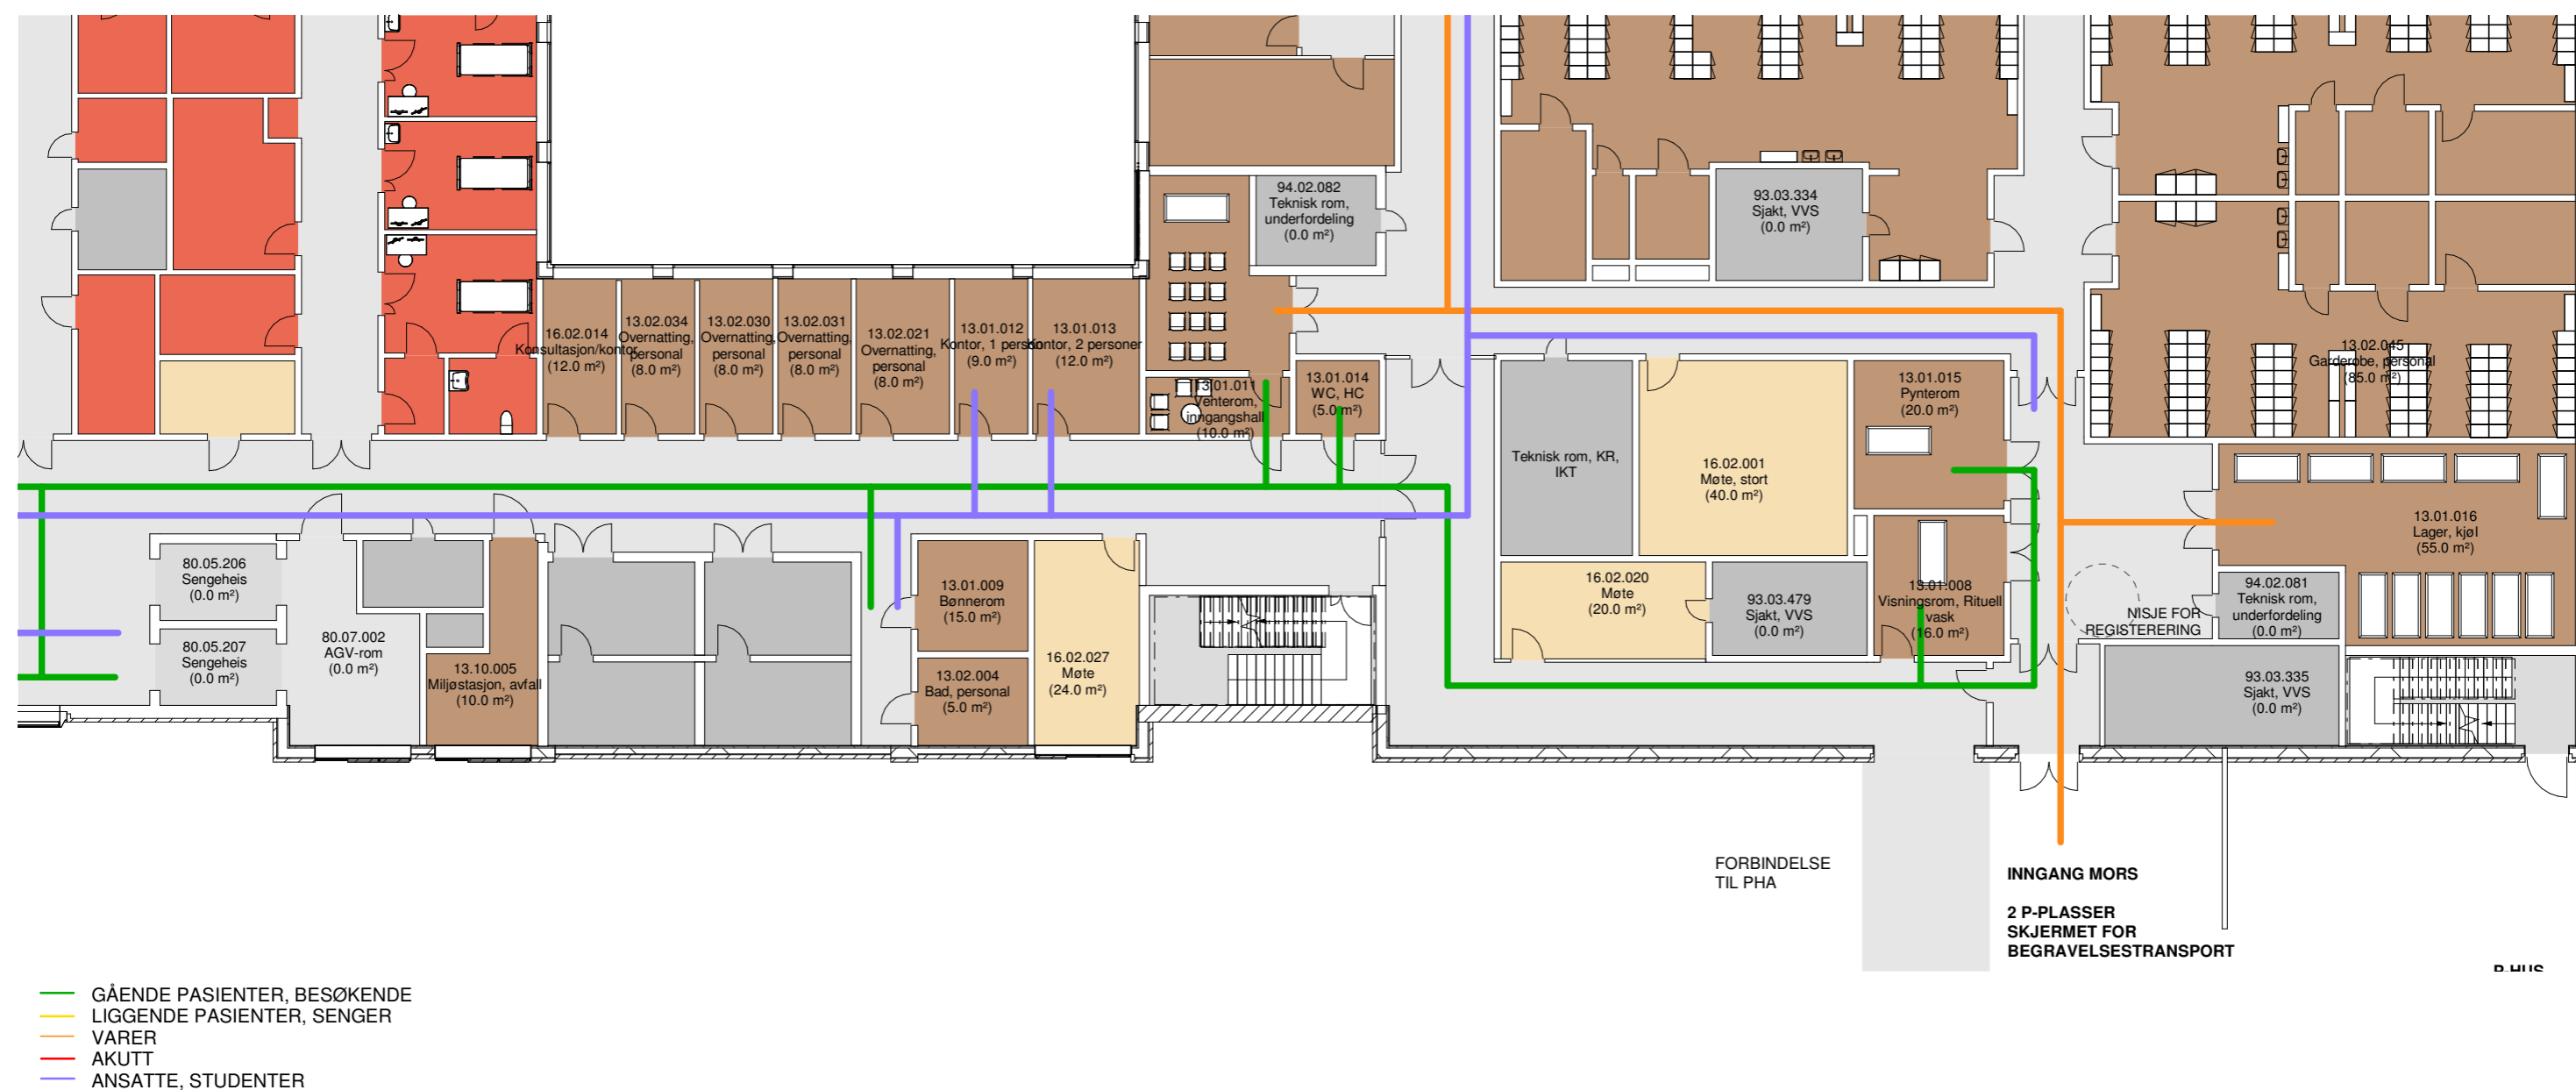 94.02.082
Teknisk rom,
underfordeling
(0.0 m²)
93.03.334
Sjakt, VVS
(0.0 m²)
16.02.014
Konsultasjon/kontor
(12.0 m²)
13.02.034
Overnatting,
personal
(8.0 m²)
13.02.030
Overnatting,
personal
(8.0 m²)
13.02.031
Overnatting,
personal
(8.0 m²)
13.02.021
Overnatting,
personal
(8.0 m²)
13.01.012
Kontor, 1 person
(9.0 m²)
13.01.013
Kontor, 2 personer
(12.0 m²)
13.01.011
Venterom,
inngangshall
(10.0 m²)
13.01.014
WC, HC
(5.0 m²)
13.01.015
Pynterom
(20.0 m²)
13.02.045
Garderobe, personal
(85.0 m²)
Teknisk rom, KR,
IKT
16.02.001
Møte, stort
(40.0 m²)
13.01.016
Lager, kjøl
(55.0 m²)
80.05.206
Sengeheis
(0.0 m²)
80.05.207
Sengeheis
(0.0 m²)
80.07.002
AGV-rom
(0.0 m²)
13.10.005
Miljøstasjon, avfall
(10.0 m²)
13.01.009
Bønnerom
(15.0 m²)
13.02.004
Bad, personal
(5.0 m²)
16.02.027
Møte
(24.0 m²)
16.02.020
Møte
(20.0 m²)
93.03.479
Sjakt, VVS
(0.0 m²)
13.01.008
Visningsrom, Rituell
vask
(16.0 m²)
NISJE FOR
REGISTERERING
94.02.081
Teknisk rom,
underfordeling
(0.0 m²)
93.03.335
Sjakt, VVS
(0.0 m²)
FORBINDELSE
TIL PHA
INNGANG MORS
2 P-PLASSER
SKJERMET FOR
BEGRAVELSESTRANSPORT
P-HUS
GÅENDE PASIENTER, BESØKENDE
LIGGENDE PASIENTER, SENGER
VARER
AKUTT
ANSATTE, STUDENTER